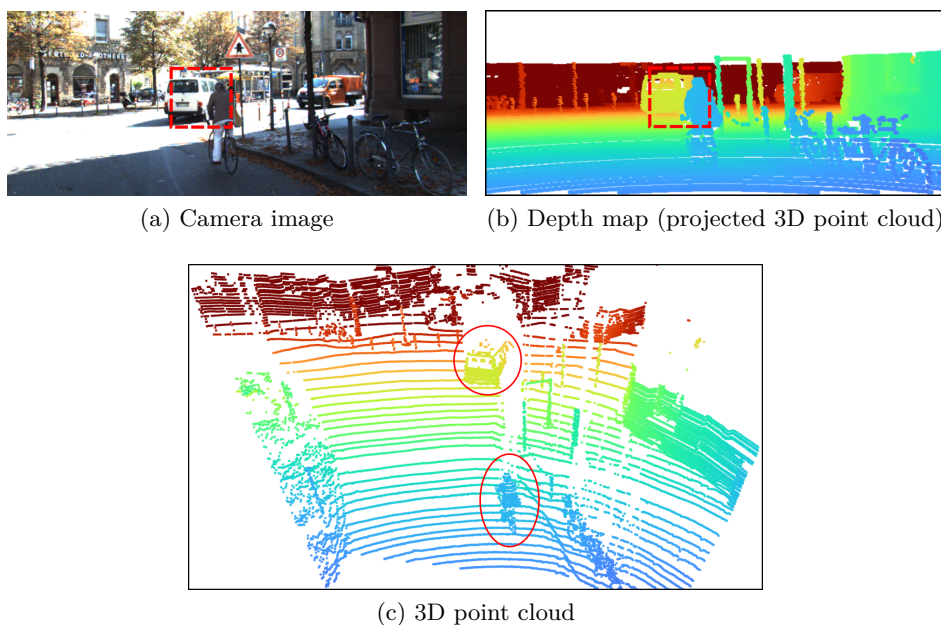 (a) Camera image
(b) Depth map (projected 3D point cloud)
(c) 3D point cloud